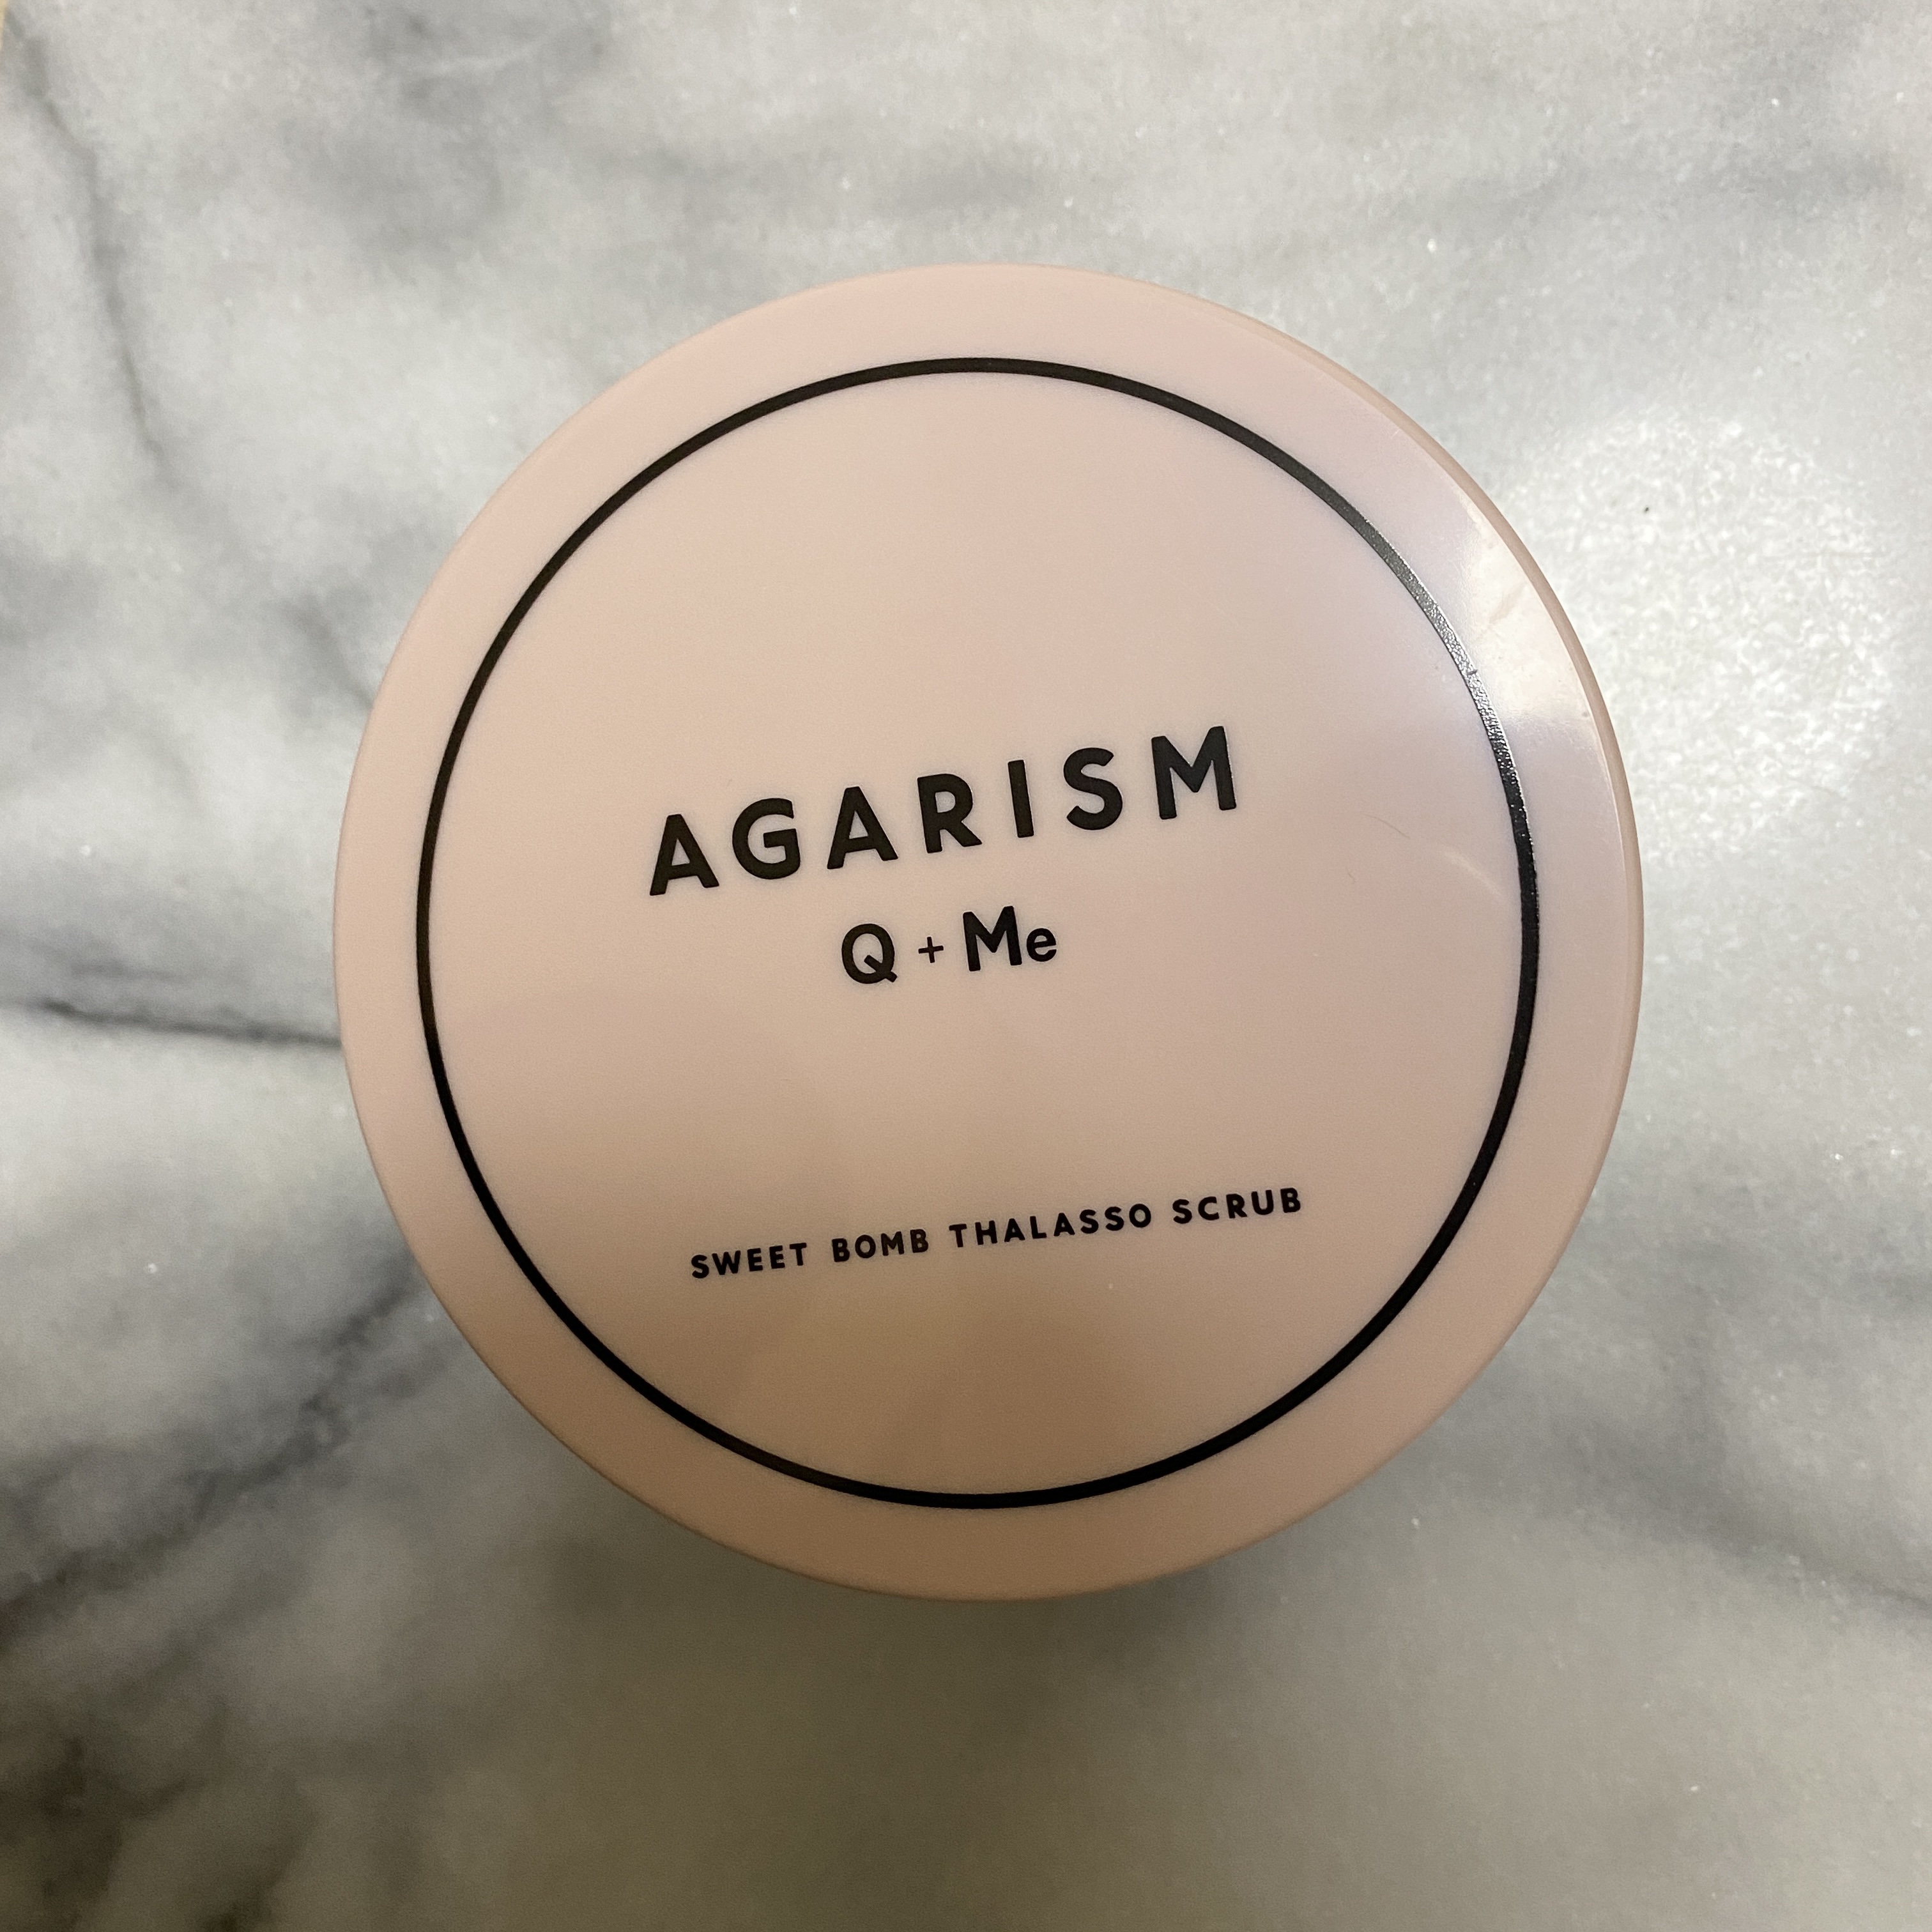 AGARISM
Q + Me
SWEET BOMB THALASSO SCRUB